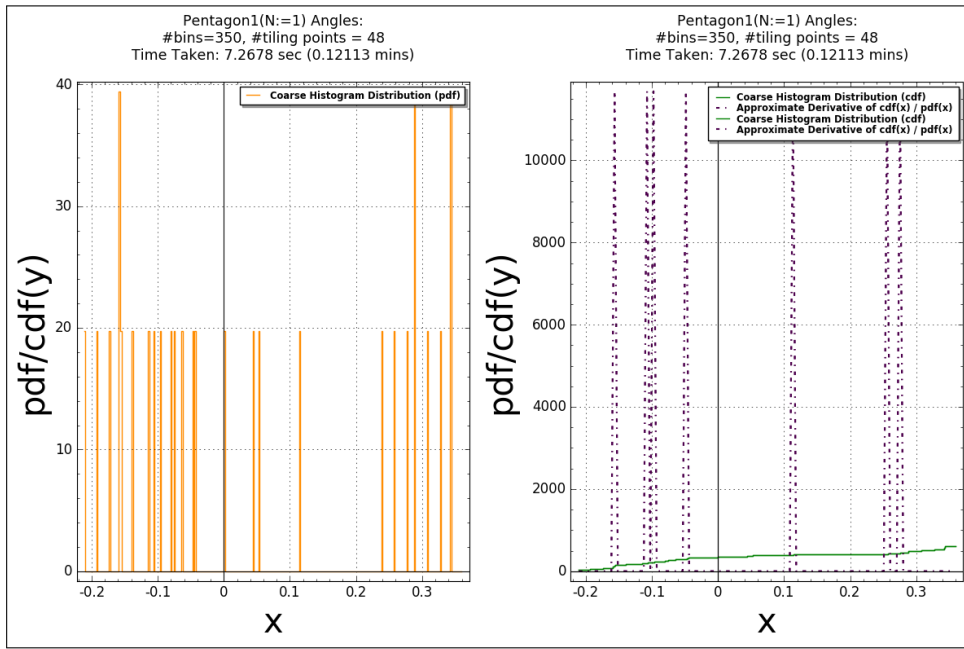 Pentagon1(N:=1) Angles:
#bins=350, #tiling points = 48
Time Taken: 7.2678 sec (0.12113 mins)
Coarse Histogram Distribution (pdf)
40
30
20
10
0
-0.2
-0.1
0
0.1
0.2
0.3
pdf/cdf(y)
x
Pentagon1(N:=1) Angles:
#bins=350, #tiling points = 48
Time Taken: 7.2678 sec (0.12113 mins)
Coarse Histogram Distribution (cdf)
Approximate Derivative of cdf(x) / pdf(x)
Coarse Histogram Distribution (cdf)
Approximate Derivative of cdf(x) / pdf(x)
10000
8000
6000
4000
2000
0
-0.2
-0.1
0
0.1
0.2
0.3
pdf/cdf(y)
x